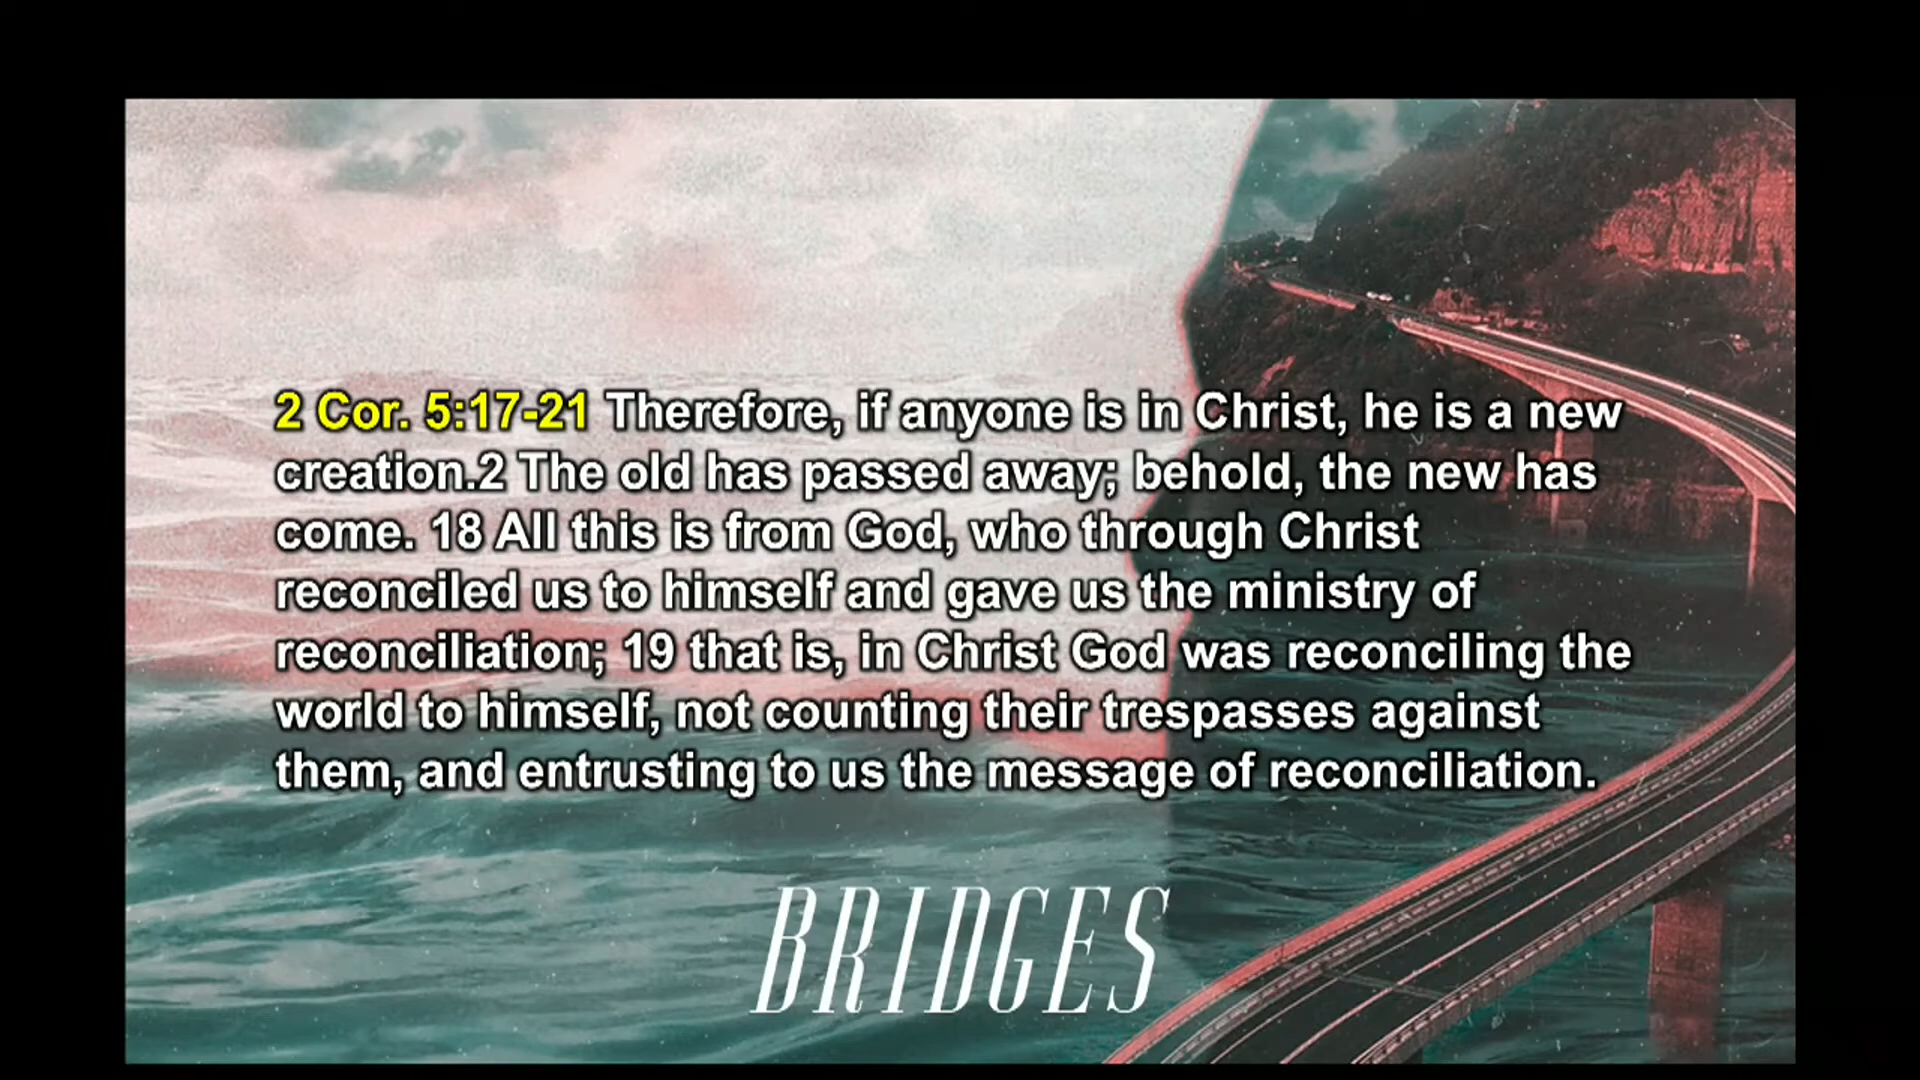 2 Cor. 5:17-21 Therefore, if anyone is in Christ, he is a new
creation.2 The old has passed away; behold, the new has
come. 18 All this is from God, who through Christ
reconciled us to himself and gave us the ministry of
reconciliation; 19 that is, in Christ God was reconciling the
world to himself, not counting their trespasses against
them, and entrusting to us the message of reconciliation.
BRIDGES